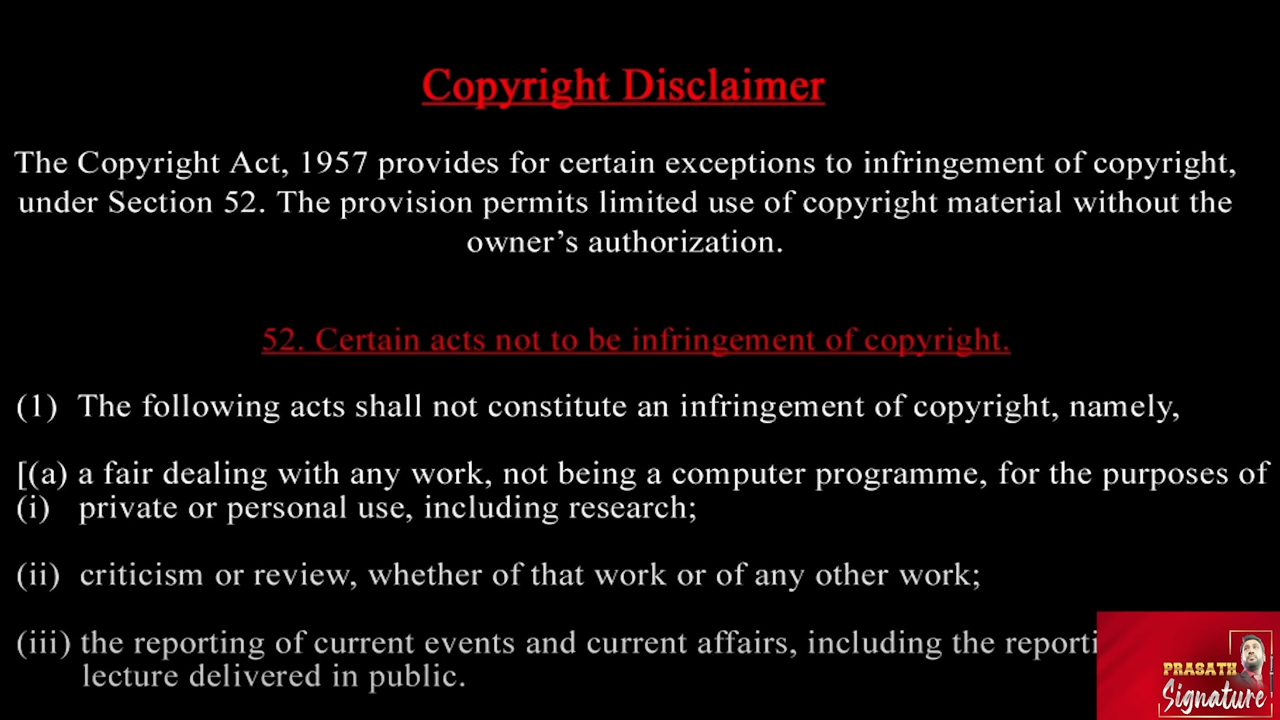 Copyright Disclaimer
The Copyright Act, 1957 provides for certain exceptions to infringement of copyright,
under Section 52. The provision permits limited use of copyright material without the
owner’s authorization.
52. Certain acts not to be infringement of copyright.
(1) The following acts shall not constitute an infringement of copyright, namely,
[(a) a fair dealing with any work, not being a computer programme, for the purposes of
(i) private or personal use, including research;
(ii) criticism or review, whether of that work or of any other work;
(iii) the reporting of current events and current affairs, including the reporti
lecture delivered in public.
PRASATH
Signature